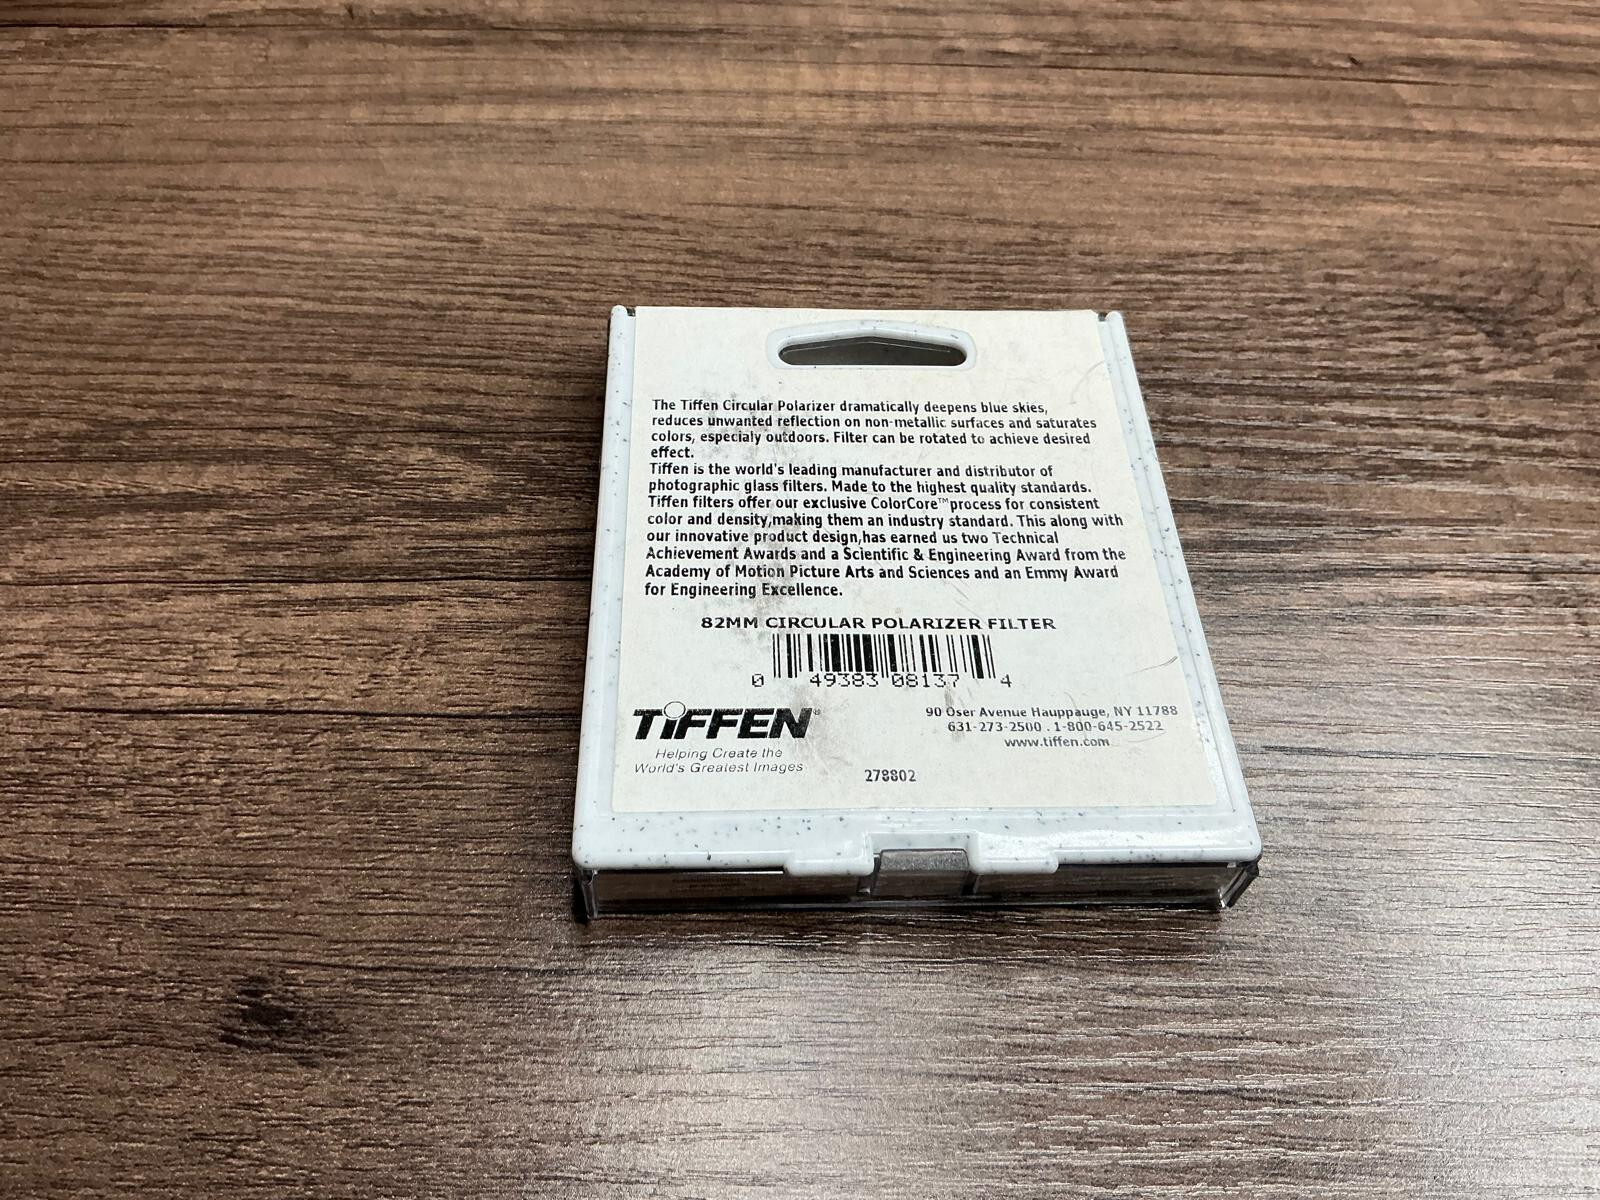 The Tiffen Circular Polarizer dramatically deepens blue skies,
reduces unwanted reflection on non-metallic surfaces and saturates
colors, especialy outdoors. Filter can be rotated to achieve desired
effect.
Tiffen is the world's leading manufacturer and distributor of
photographic glass filters. Made to the highest quality standards.
Tiffen filters offer our exclusive ColorCore™process for consistent
color and density,making them an industry standard. This along with
our innovative product design,has earned us two Technical
Achievement Awards and a Scientific & Engineering Award from the
Academy of Motion Picture Arts and Sciences and an Emmy Award
for Engineering Excellence.
82MM CIRCULAR POLARIZER FILTER
0 49383 08137 4
TiFFEN®
Helping Create the
World's Greatest Images
90 Oser Avenue Hauppauge, NY 11788
631-273-2500 . 1-800-645-2522
www.tiffen.com
278802